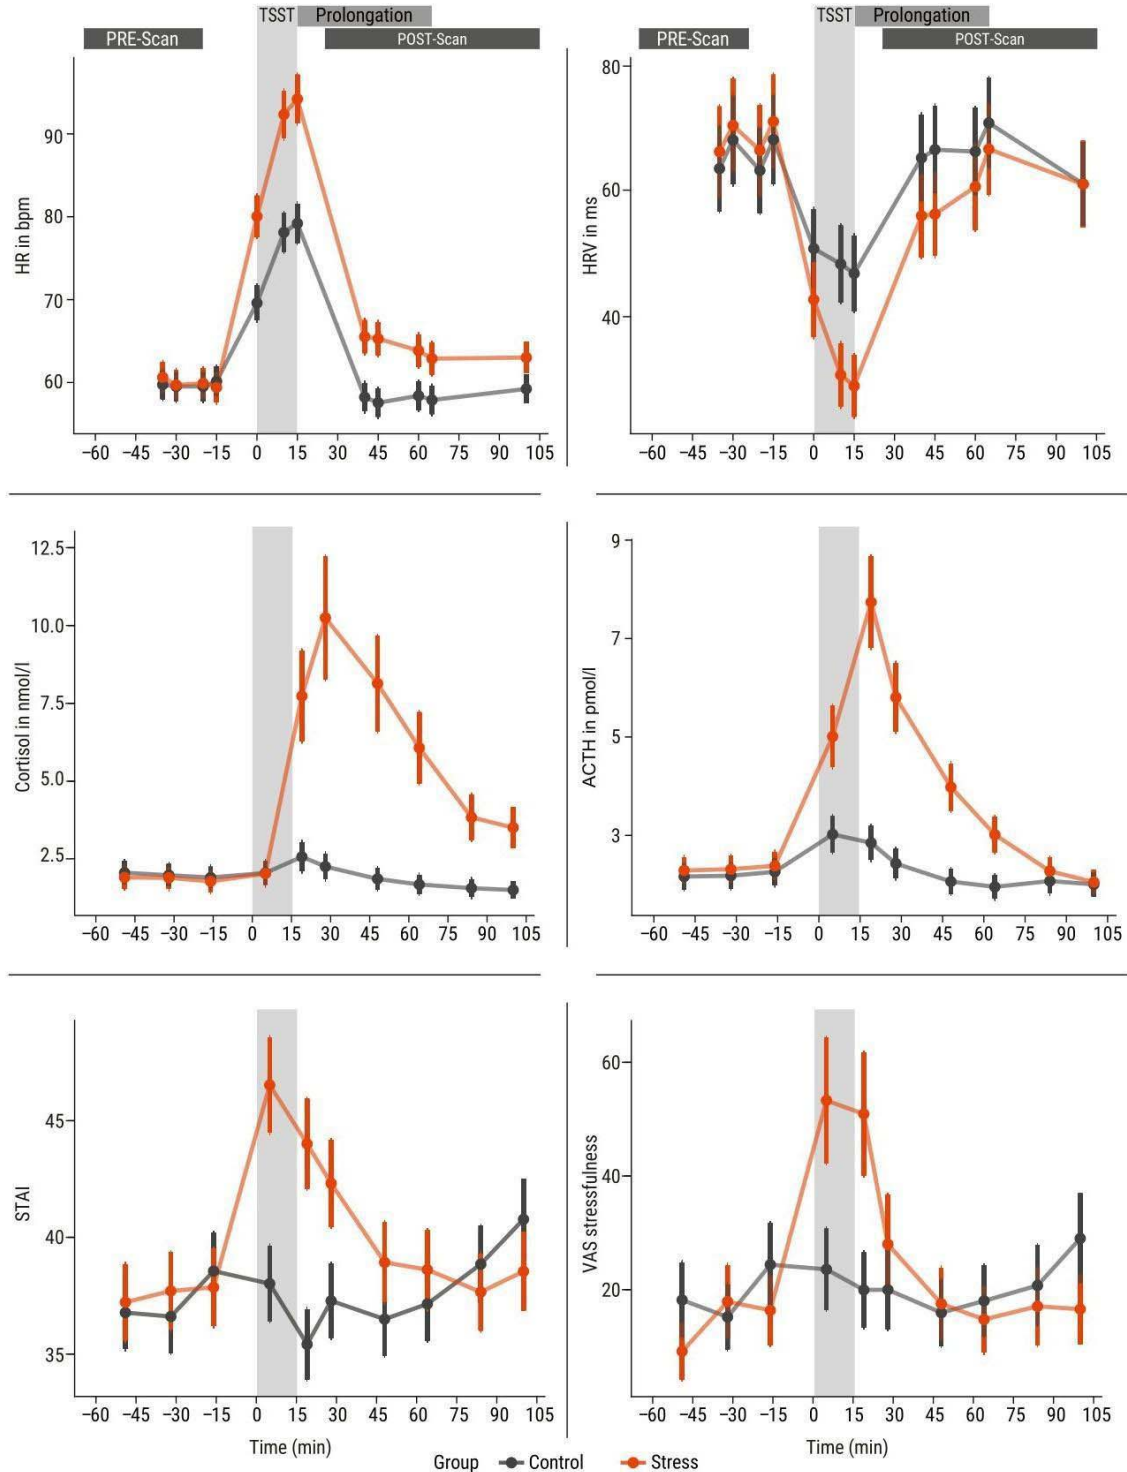 TSST Prolongation
PRE-Scan POST-Scan
TSST Prolongation
PRE-Scan POST-Scan
HR in bpm
90
80
70
60
−60 −45 −30 −15 0 15 30 45 60 75 90 105
HRV in ms
80
60
40
−60 −45 −30 −15 0 15 30 45 60 75 90 105
Cortisol in nmol/l
12.5
10.0
7.5
5.0
2.5
−60 −45 −30 −15 0 15 30 45 60 75 90 105
ACTH in pmol/l
9
7
5
3
−60 −45 −30 −15 0 15 30 45 60 75 90 105
STAI
45
40
35
−60 −45 −30 −15 0 15 30 45 60 75 90 105
Time (min)
VAS stressfulness
60
40
20
−60 −45 −30 −15 0 15 30 45 60 75 90 105
Time (min)
Group Control Stress